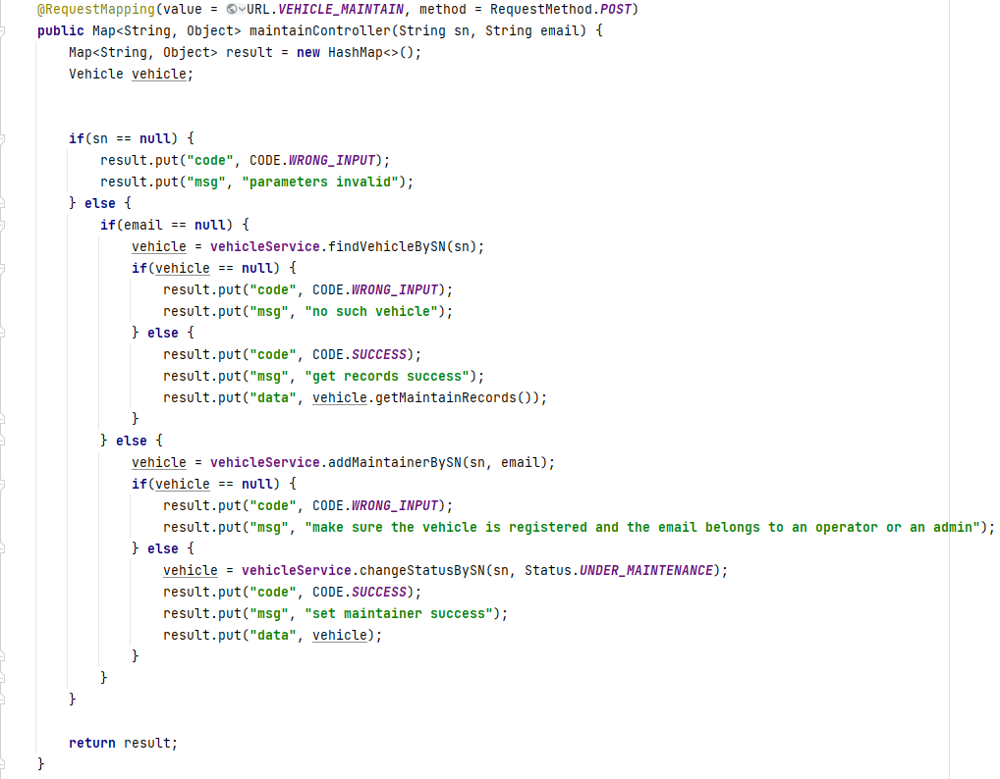 @RequestMapping(value = URL.VEHICLE_MAINTAIN, method = RequestMethod.POST)
public Map<String, Object> maintainController(String sn, String email) {
    Map<String, Object> result = new HashMap<>();
    Vehicle vehicle;


    if(sn == null) {
        result.put("code", CODE.WRONG_INPUT);
        result.put("msg", "parameters invalid");
    } else {
        if(email == null) {
            vehicle = vehicleService.findVehicleBySN(sn);
            if(vehicle == null) {
                result.put("code", CODE.WRONG_INPUT);
                result.put("msg", "no such vehicle");
            } else {
                result.put("code", CODE.SUCCESS);
                result.put("msg", "get records success");
                result.put("data", vehicle.getMaintainRecords());
            }
        } else {
            vehicle = vehicleService.addMaintainerBySN(sn, email);
            if(vehicle == null) {
                result.put("code", CODE.WRONG_INPUT);
                result.put("msg", "make sure the vehicle is registered and the email belongs to an operator or an admin");
            } else {
                vehicle = vehicleService.changeStatusBySN(sn, Status.UNDER_MAINTENANCE);
                result.put("code", CODE.SUCCESS);
                result.put("msg", "set maintainer success");
                result.put("data", vehicle);
            }
        }
    }

    return result;
}